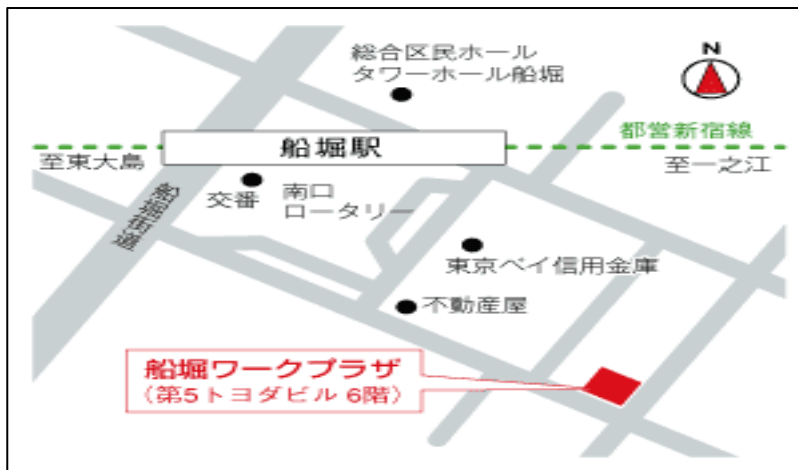 総合区民ホール
タワーホール船堀
N
都営新宿線
船堀駅
至東大島
至一之江
交番
南口
ロータリー
船堀街道
東京ベイ信用金庫
不動産屋
船堀ワークプラザ
（第5トヨダビル 6階）